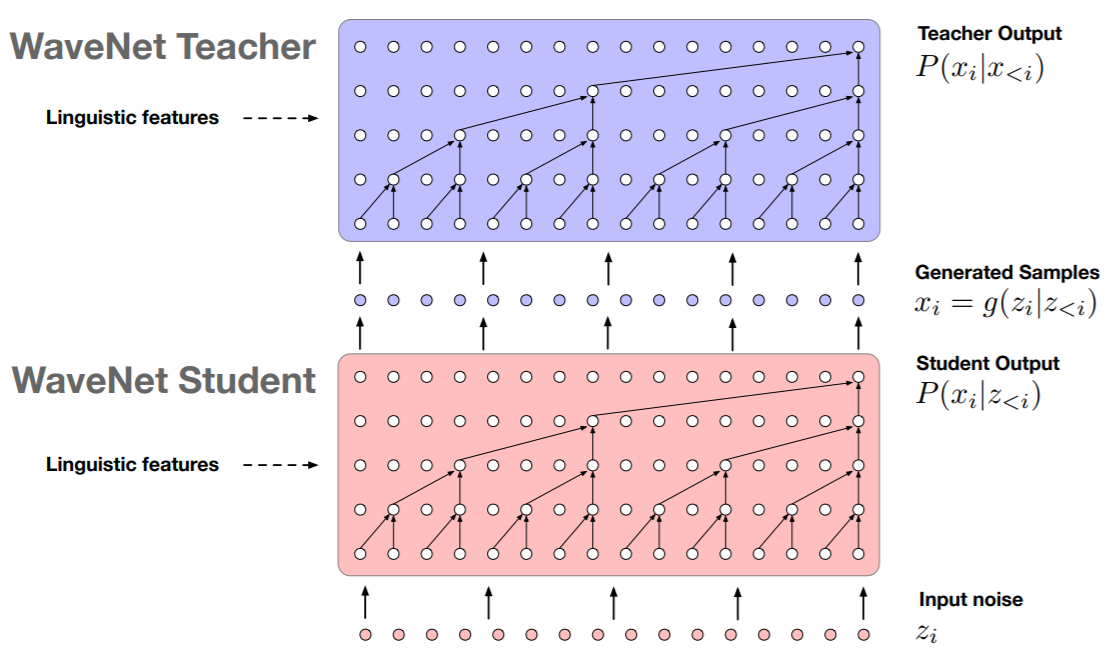 WaveNet Teacher
Linguistic features
Teacher Output
P(x_i|x_{<i})
Generated Samples
x_i = g(z_i|z_{<i})
WaveNet Student
Linguistic features
Student Output
P(x_i|z_{<i})
Input noise
z_i